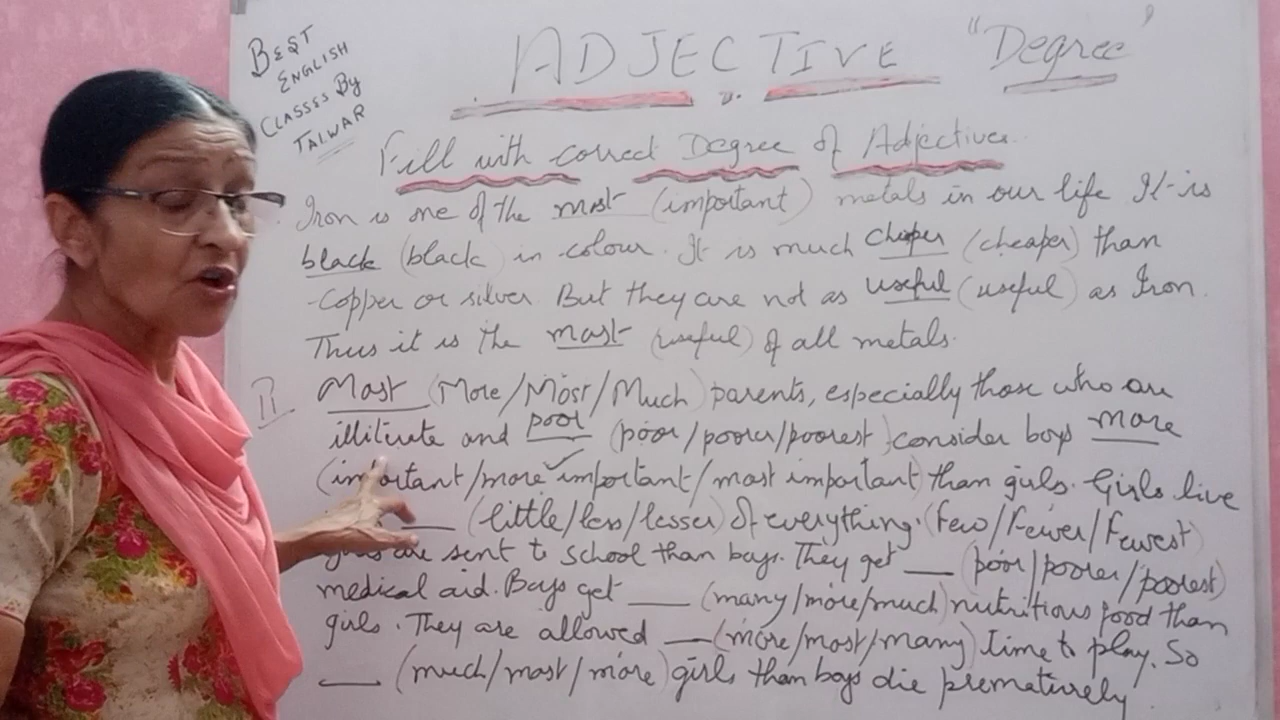 BEST
ENGLISH
CLASSES BY
TALWAR
ADJECTIVE "Degree"
Fill with correct Degree of Adjectives.
Iron is one of the most (important) metals in our life It is
black (black) in colour. It is much (cheaper) than
copper or silver. But they are not as useful (useful) as Iron.
Thus it is the most (useful) of all metals.
II Most (More/Most/Much) parents, especially those who are
illiterate and poor (poor/poorer/poorest) consider boys more
(important/more important/most important) than girls. Girls live
___ (little/less/lesser) of everything. (Few/Fewer/Fewest)
girls are sent to school than boys. They get ___ (poor/poorer/poorest)
medical aid. Boys get ___ (many/more/much) nutritious food than
girls. They are allowed ___ (more/most/many) time to play. So
___ (much/most/more) girls than boys die prematurely.